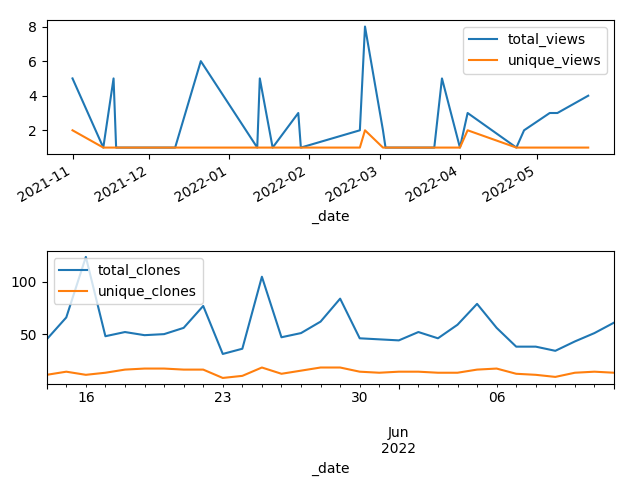 8
6
4
2
total_views
unique_views
2021-11
2021-12
2022-01
2022-02
2022-03
2022-04
2022-05
_date
100
50
total_clones
unique_clones
16
23
30
06
Jun
2022
_date